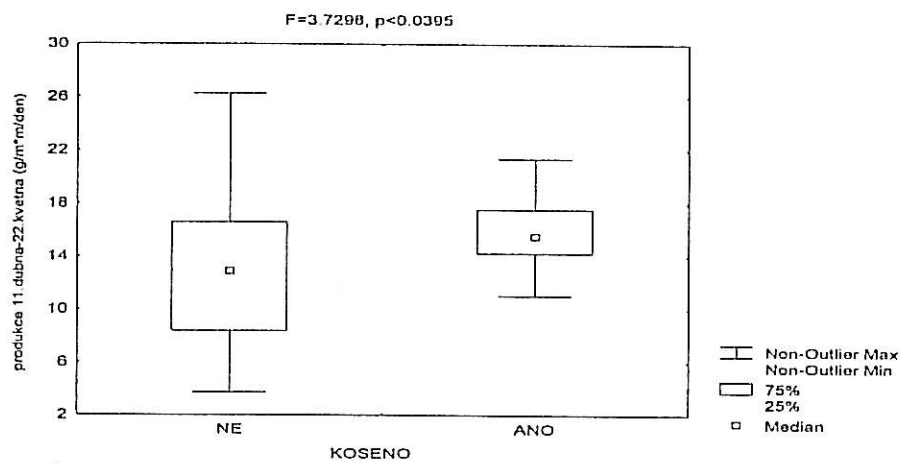 F=3.7298, p<0.0395
30
26
22
18
14
10
6
2
produkce 11.dubna-22.kvetna (g/m*m/den)
NE
ANO
KOSENO
Non-Outlier Max
Non-Outlier Min
75%
25%
Median